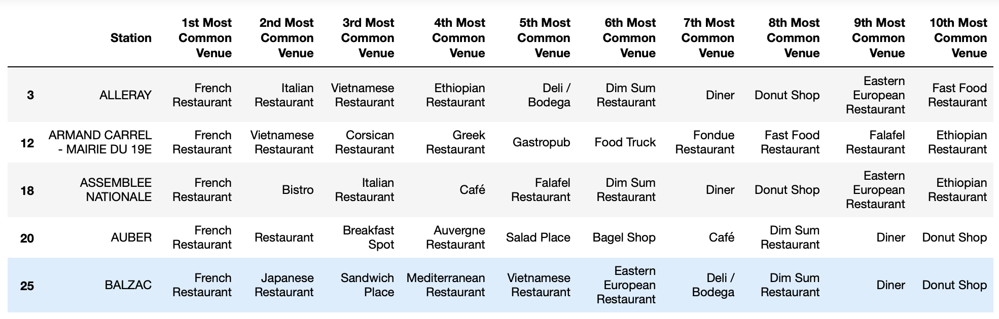 Station 1st Most Common Venue 2nd Most Common Venue 3rd Most Common Venue 4th Most Common Venue 5th Most Common Venue 6th Most Common Venue 7th Most Common Venue 8th Most Common Venue 9th Most Common Venue 10th Most Common Venue
3 ALLERAY French Restaurant Italian Restaurant Vietnamese Restaurant Ethiopian Restaurant Deli / Bodega Dim Sum Restaurant Diner Donut Shop Eastern European Restaurant Fast Food Restaurant
12 ARMAND CARREL - MAIRIE DU 19E French Restaurant Vietnamese Restaurant Corsican Restaurant Greek Restaurant Gastropub Food Truck Fondue Restaurant Fast Food Restaurant Falafel Restaurant Ethiopian Restaurant
18 ASSEMBLEE NATIONALE French Restaurant Bistro Italian Restaurant Café Falafel Restaurant Dim Sum Restaurant Diner Donut Shop Eastern European Restaurant Ethiopian Restaurant
20 AUBER French Restaurant Restaurant Breakfast Spot Auvergne Restaurant Salad Place Bagel Shop Café Dim Sum Restaurant Diner Donut Shop
25 BALZAC French Restaurant Japanese Restaurant Sandwich Place Mediterranean Restaurant Vietnamese Restaurant Eastern European Restaurant Deli / Bodega Dim Sum Restaurant Diner Donut Shop